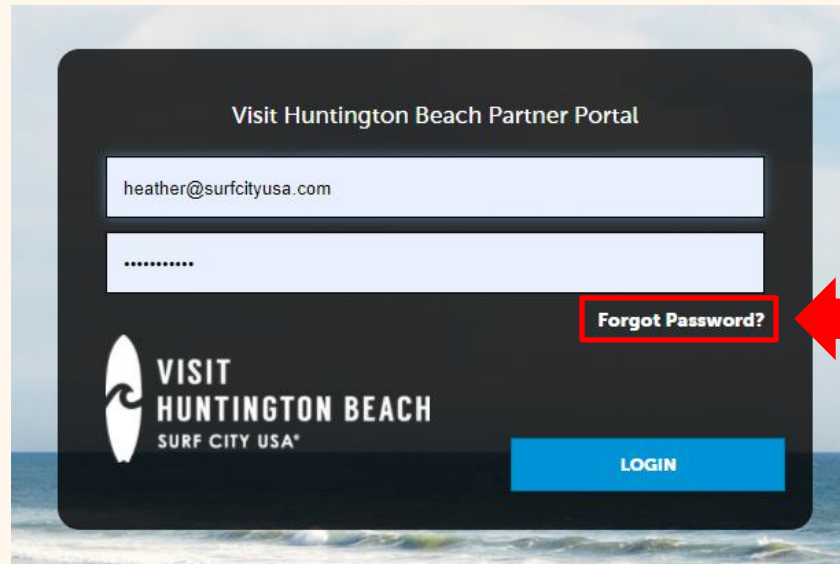 Visit Huntington Beach Partner Portal
heather@surfcityusa.com
•••••••••••
Forgot Password?
VISIT
HUNTINGTON BEACH
SURF CITY USA®
LOGIN